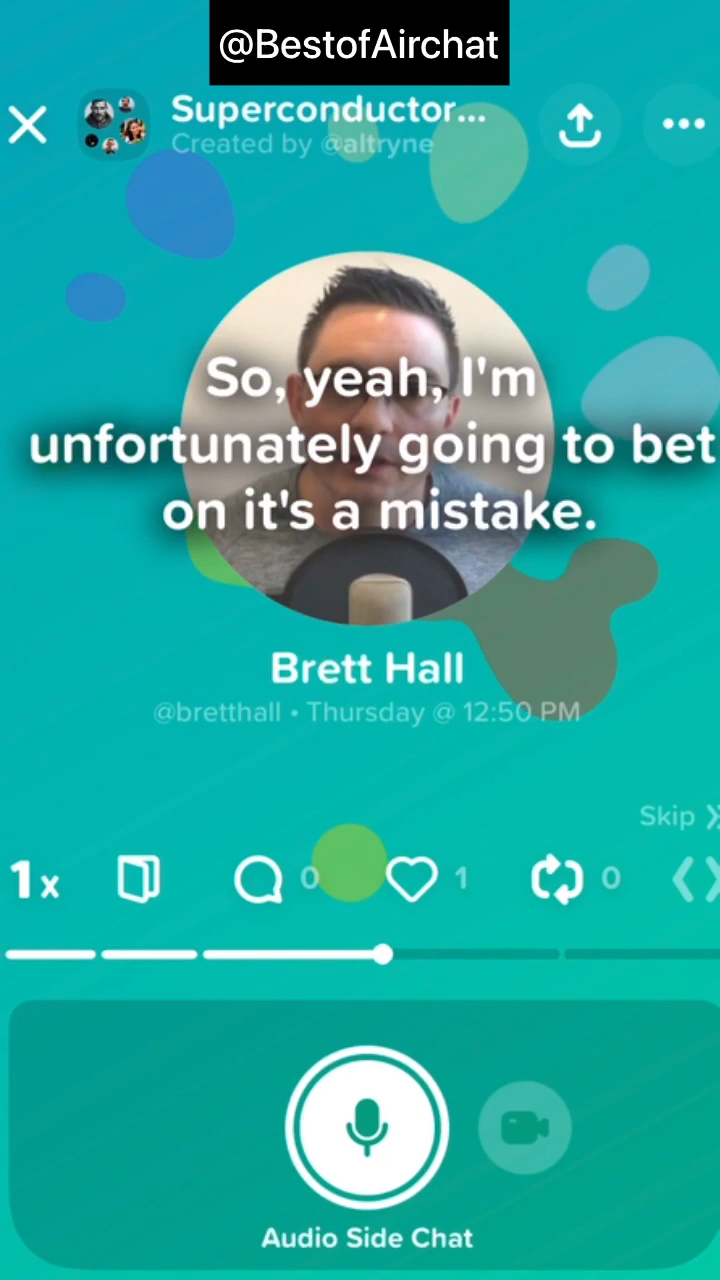 @BestofAirchat
Superconductor...
Created by @altryne
So, yeah, I'm
unfortunately going to bet
on it's a mistake.
Brett Hall
@bretthall • Thursday @ 12:50 PM
Skip
1x
0
1
0
Audio Side Chat